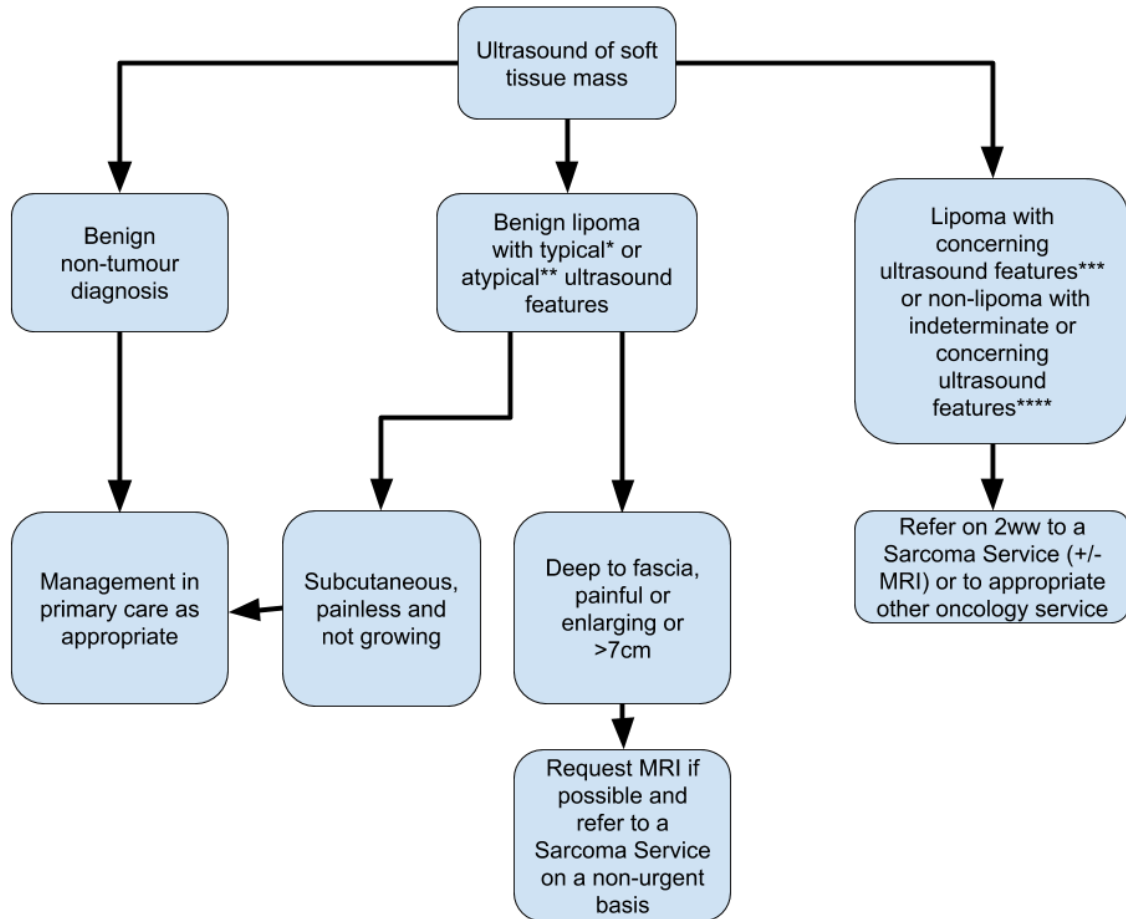 Ultrasound of soft
tissue mass
Benign
non-tumour
diagnosis
Benign lipoma
with typical* or
atypical** ultrasound
features
Lipoma with
concerning
ultrasound features***
or non-lipoma with
indeterminate or
concerning
ultrasound
features****
Management in
primary care as
appropriate
Subcutaneous,
painless and
not growing
Deep to fascia,
painful or
enlarging or
>7cm
Refer on 2ww to a
Sarcoma Service (+/-
MRI) or to appropriate
other oncology service
Request MRI if
possible and
refer to a
Sarcoma Service
on a non-urgent
basis